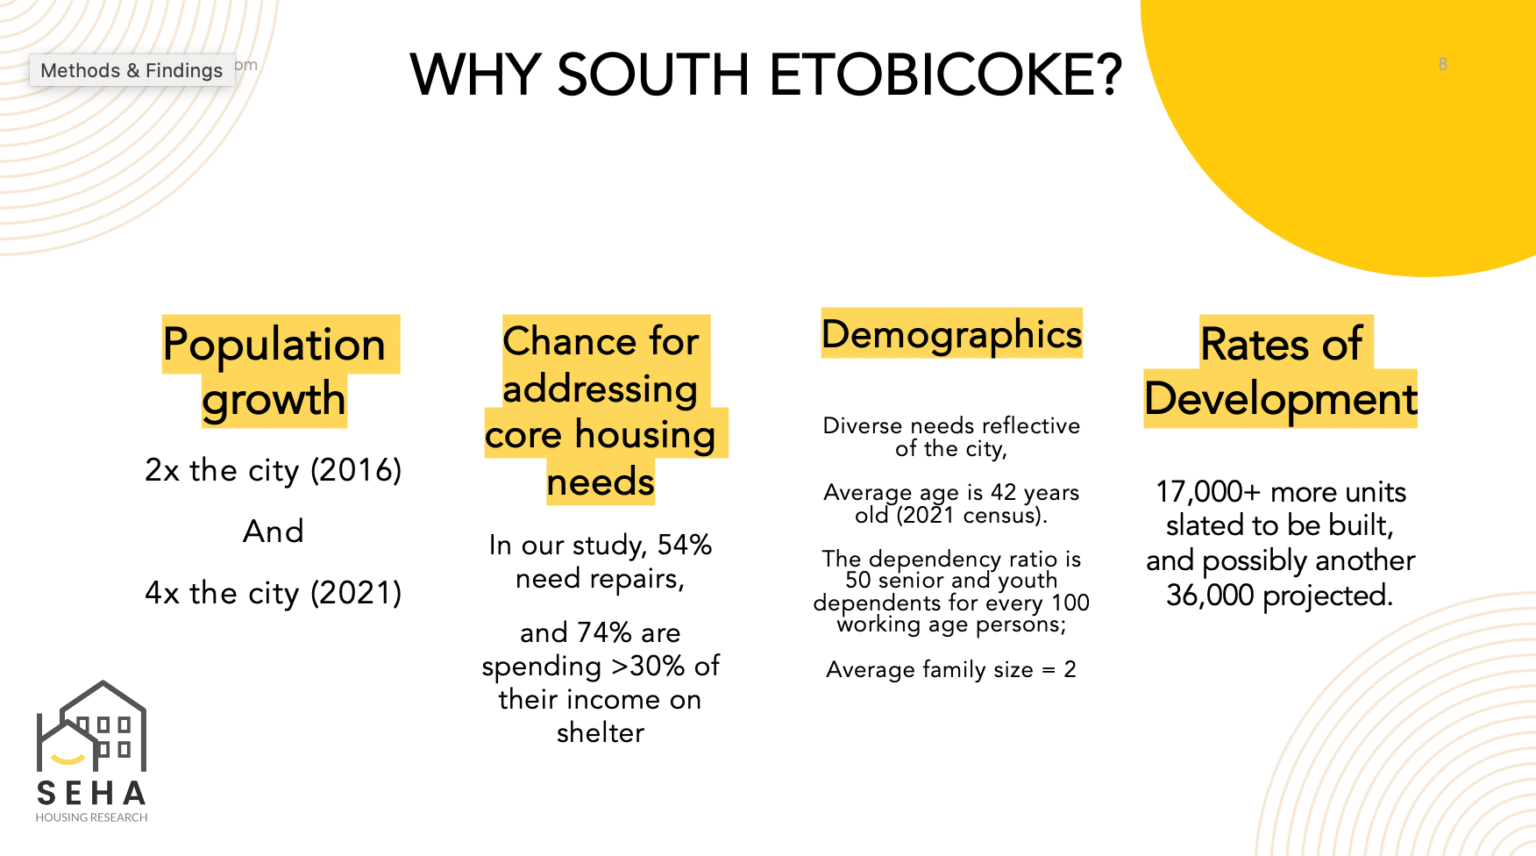 Methods & Findings
om
WHY SOUTH ETOBICOKE?
8
Population
growth
2x the city (2016)
And
4x the city (2021)
Chance for
addressing
core housing
needs
In our study, 54%
need repairs,
and 74% are
spending >30% of
their income on
shelter
Demographics
Diverse needs reflective
of the city,
Average age is 42 years
old (2021 census).
The dependency ratio is
50 senior and youth
dependents for every 100
working age persons;
Average family size = 2
Rates of
Development
17,000+ more units
slated to be built,
and possibly another
36,000 projected.
SEHA
HOUSING RESEARCH